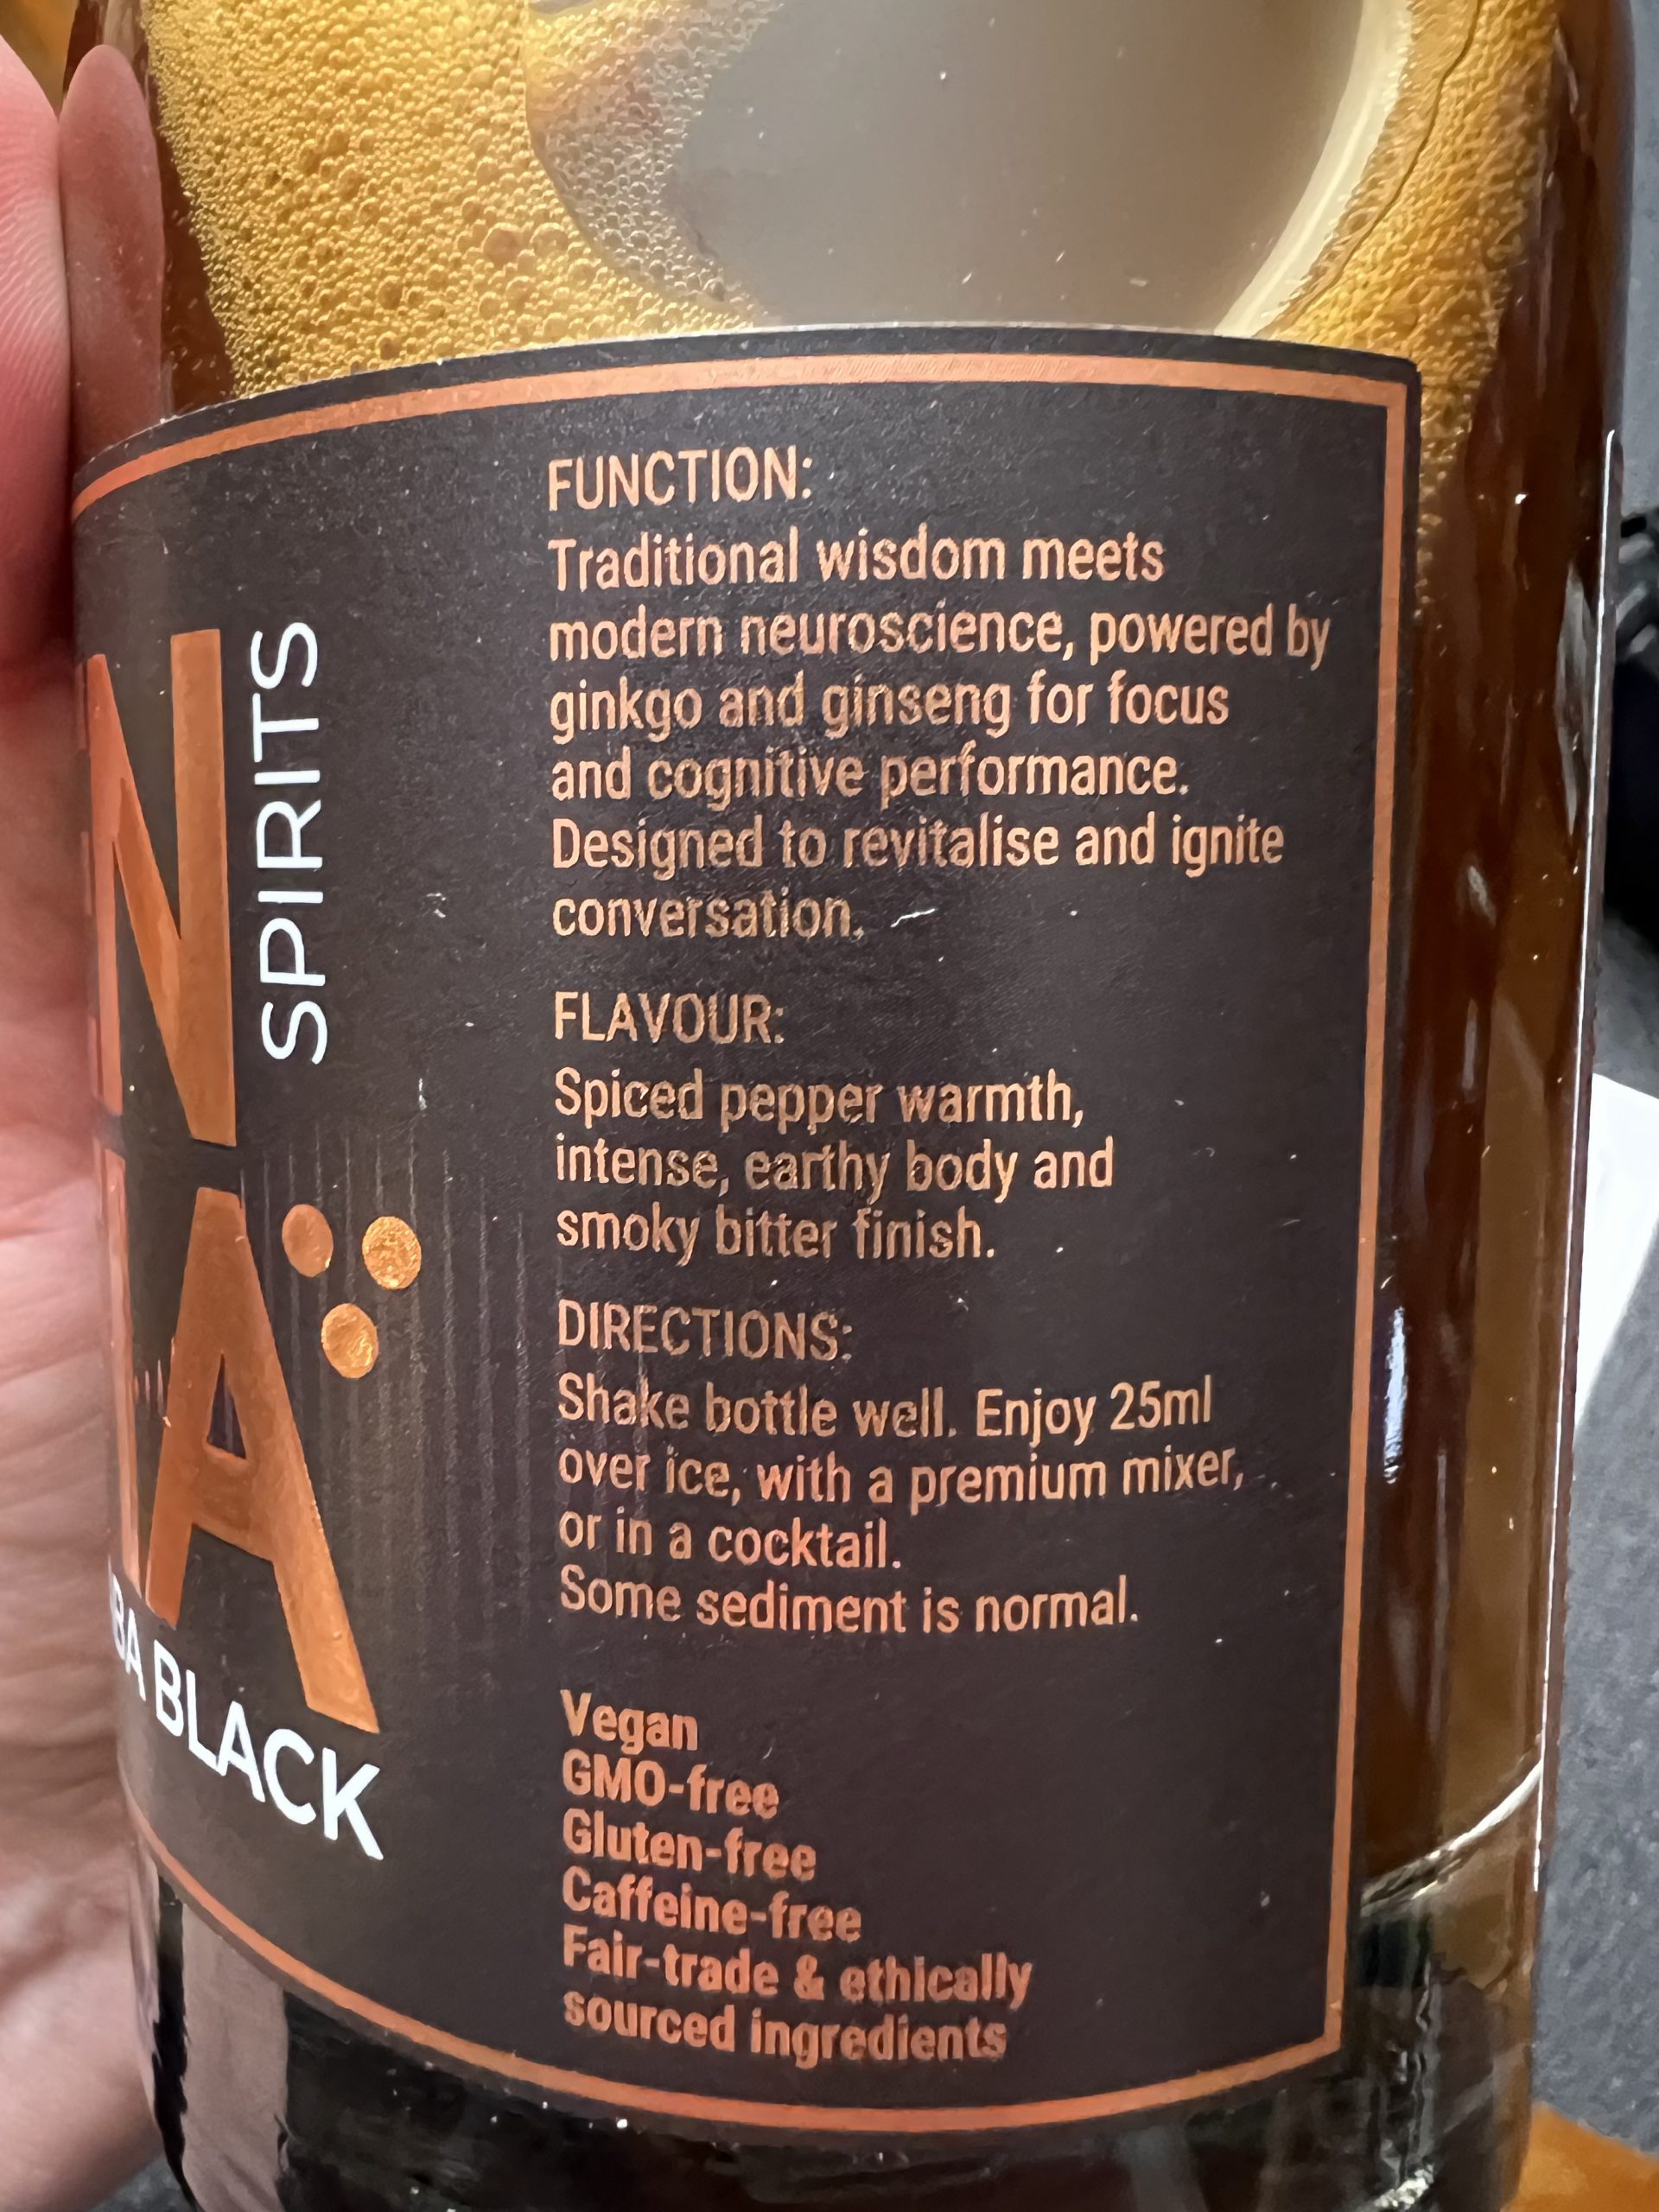 SPIRITS
BLACK
FUNCTION:
Traditional wisdom meets
modern neuroscience, powered by
ginkgo and ginseng for focus
and cognitive performance.
Designed to revitalise and ignite
conversation.
FLAVOUR:
Spiced pepper warmth,
intense, earthy body and
smoky bitter finish.
DIRECTIONS:
Shake bottle well. Enjoy 25ml
over ice, with a premium mixer,
or in a cocktail.
Some sediment is normal.
Vegan
GMO-free
Gluten-free
Caffeine-free
Fair-trade & ethically
sourced ingredients